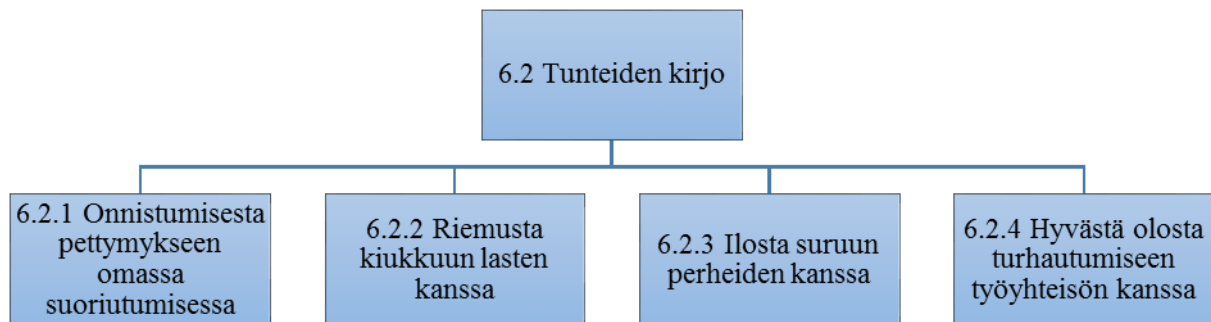 6.2 Tunteiden kirjo
6.2.1 Onnistumisesta
pettymykseen
omassa
suoriutumisessa
6.2.2 Riemusta
kiukkuun lasten
kanssa
6.2.3 Ilosta suruun
perheiden kanssa
6.2.4 Hyvästä olosta
turhautumiseen
työyhteisön kanssa